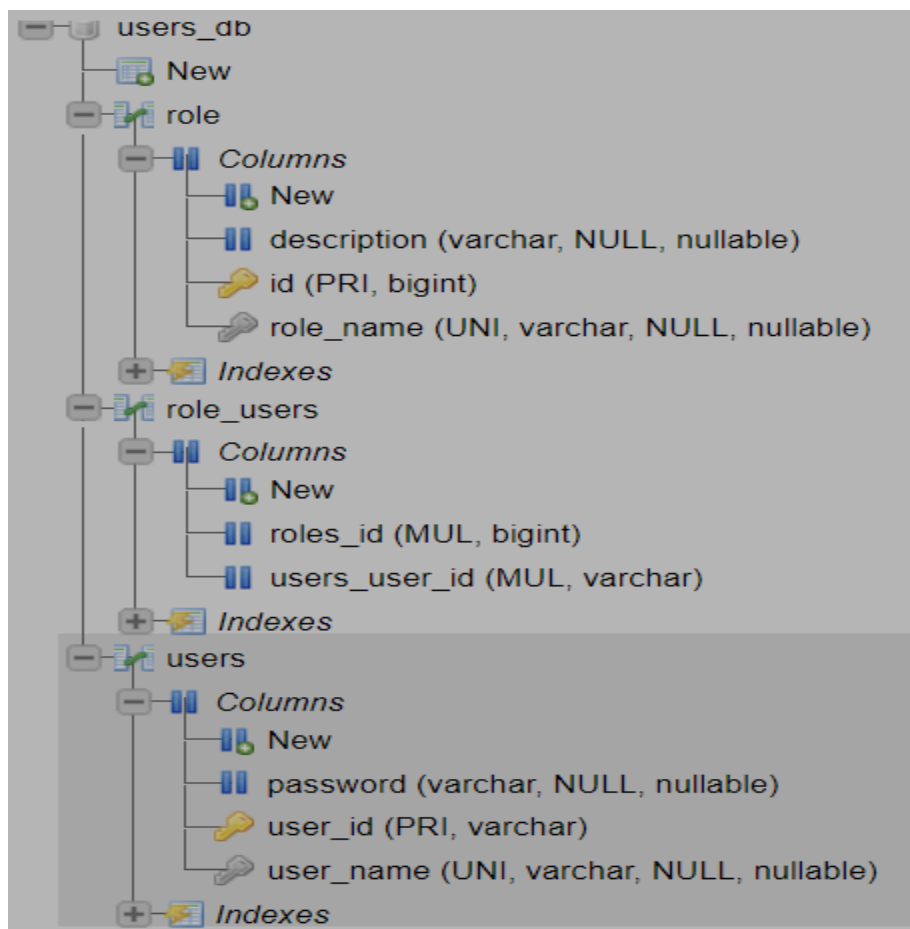 users_db
New
role
Columns
New
description (varchar, NULL, nullable)
id (PRI, bigint)
role_name (UNI, varchar, NULL, nullable)
Indexes
role_users
Columns
New
roles_id (MUL, bigint)
users_user_id (MUL, varchar)
Indexes
users
Columns
New
password (varchar, NULL, nullable)
user_id (PRI, varchar)
user_name (UNI, varchar, NULL, nullable)
Indexes